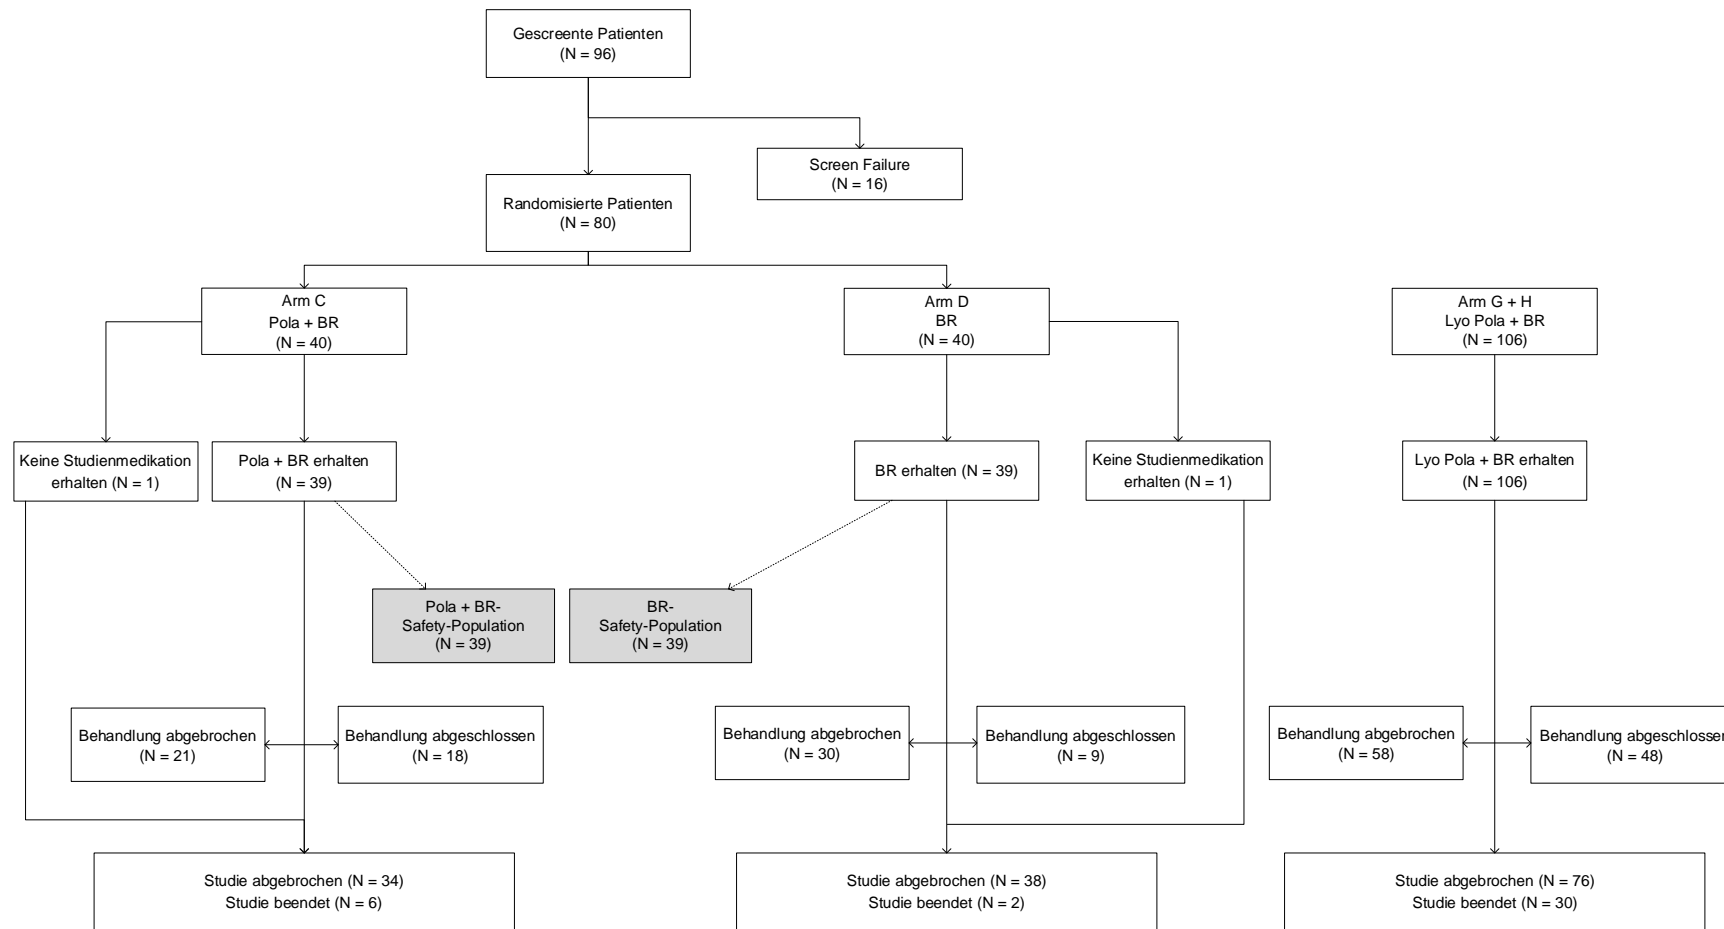 Gescreente Patienten
(N = 96)
Screen Failure
(N = 16)
Randomisierte Patienten
(N = 80)
Arm C
Pola + BR
(N = 40)
Arm D
BR
(N = 40)
Arm G + H
Lyo Pola + BR
(N = 106)
Keine Studienmedikation
erhalten (N = 1)
Pola + BR erhalten
(N = 39)
BR erhalten (N = 39)
Keine Studienmedikation
erhalten (N = 1)
Lyo Pola + BR erhalten
(N = 106)
Pola + BR-
Safety-Population
(N = 39)
BR-
Safety-Population
(N = 39)
Behandlung abgebrochen
(N = 21)
Behandlung abgeschlossen
(N = 18)
Behandlung abgebrochen
(N = 30)
Behandlung abgeschlossen
(N = 9)
Behandlung abgebrochen
(N = 58)
Behandlung abgeschlossen
(N = 48)
Studie abgebrochen (N = 34)
Studie beendet (N = 6)
Studie abgebrochen (N = 38)
Studie beendet (N = 2)
Studie abgebrochen (N = 76)
Studie beendet (N = 30)